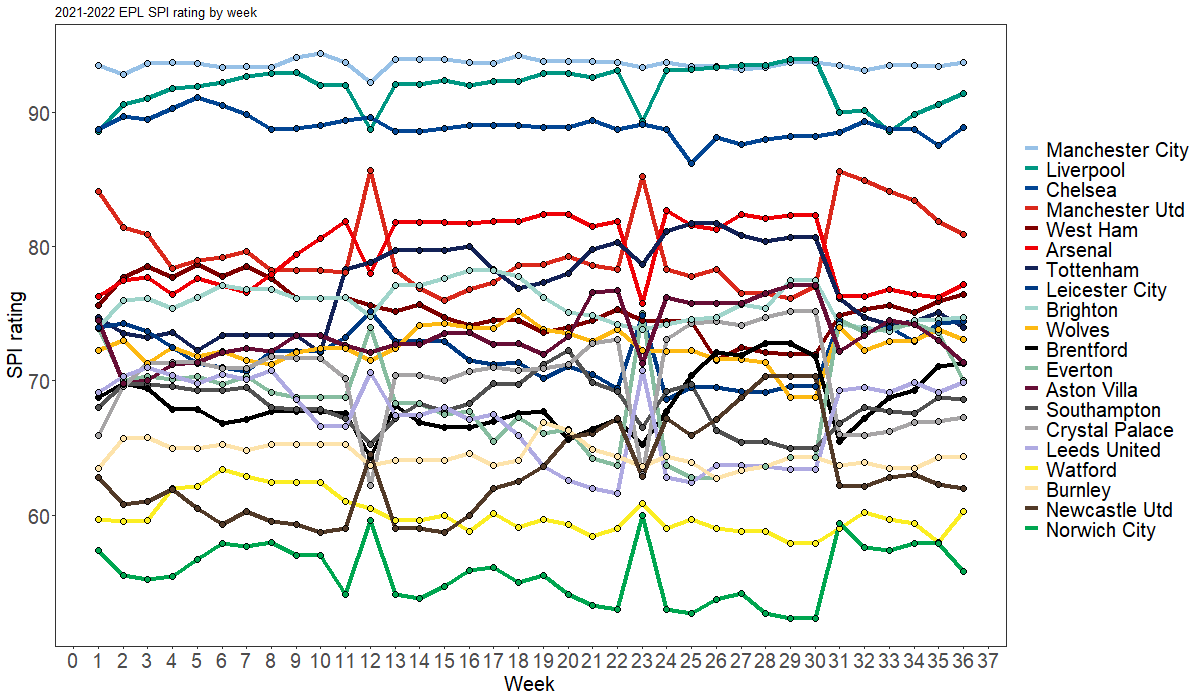 2021-2022 EPL SPI rating by week
90
80
70
60
SPI rating
0 1 2 3 4 5 6 7 8 9 10 11 12 13 14 15 16 17 18 19 20 21 22 23 24 25 26 27 28 29 30 31 32 33 34 35 36 37
Week
Manchester City
Liverpool
Chelsea
Manchester Utd
West Ham
Arsenal
Tottenham
Leicester City
Brighton
Wolves
Brentford
Everton
Aston Villa
Southampton
Crystal Palace
Leeds United
Watford
Burnley
Newcastle Utd
Norwich City